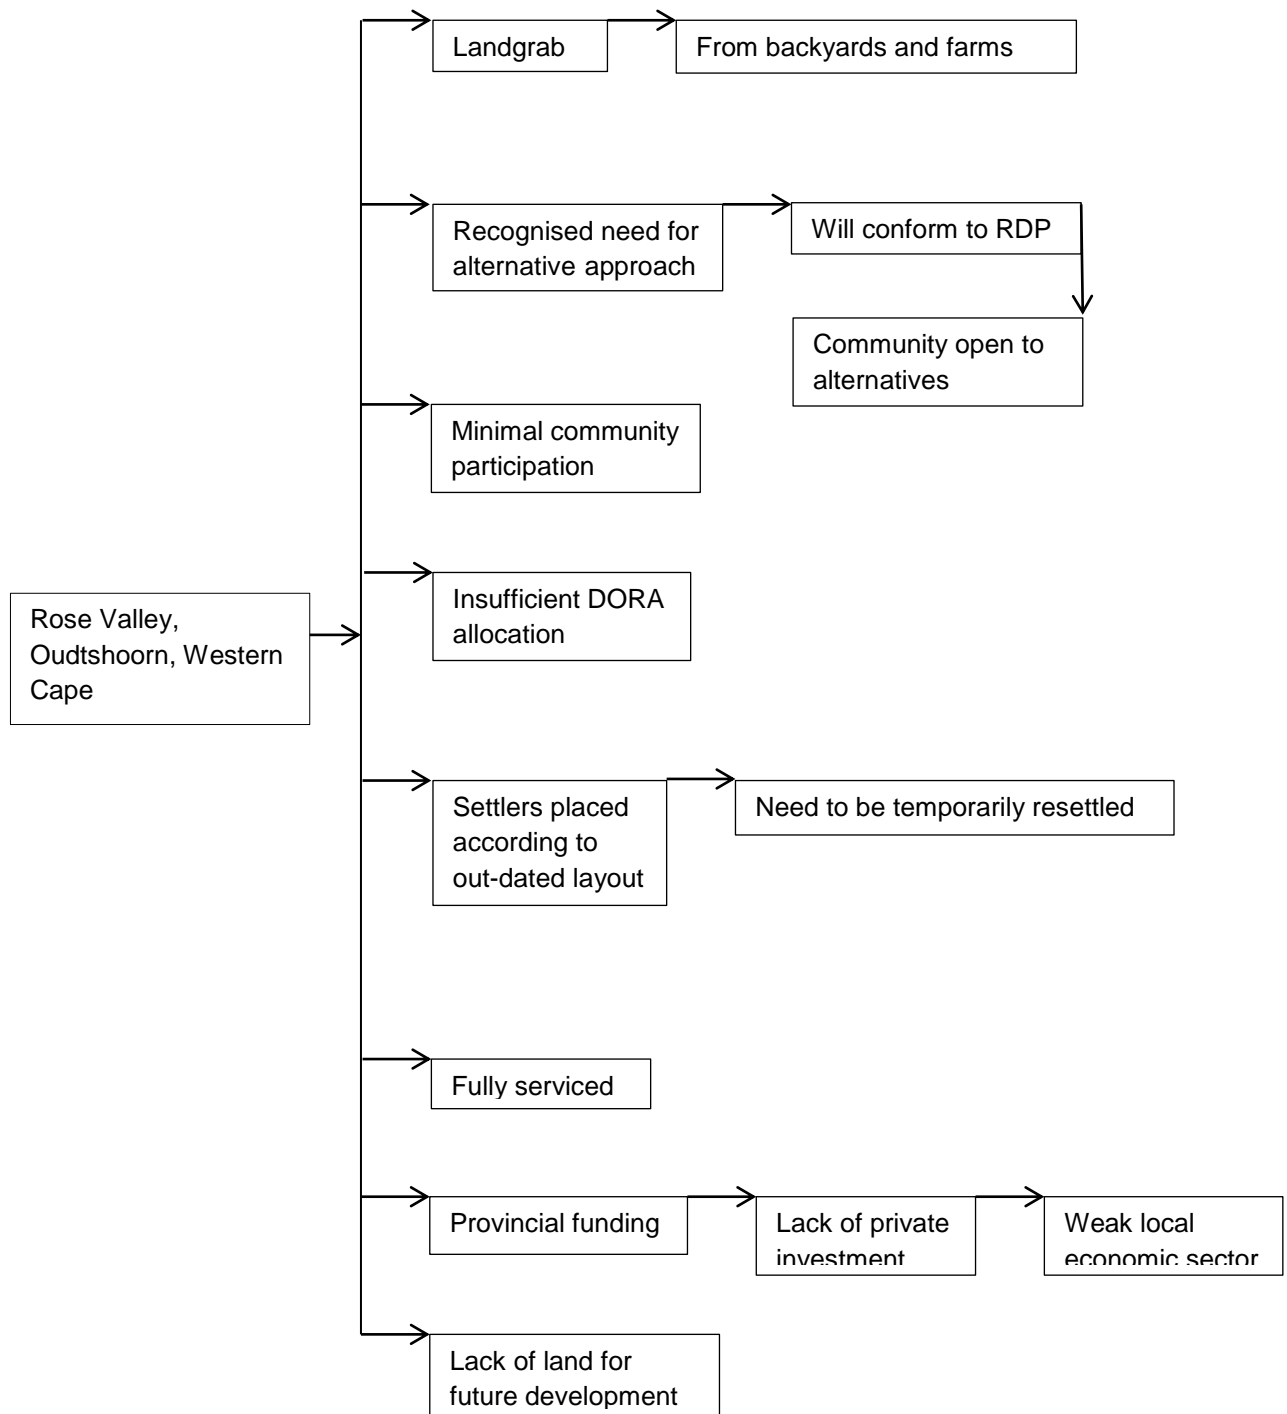 Landgrab
From backyards and farms
Recognised need for
alternative approach
Will conform to RDP
Community open to
alternatives
Minimal community
participation
Insufficient DORA
allocation
Rose Valley,
Oudtshoorn, Western
Cape
Settlers placed
according to
out-dated layout
Need to be temporarily resettled
Fully serviced
Provincial funding
Lack of private
investment
Weak local
economic sector
Lack of land for
future development